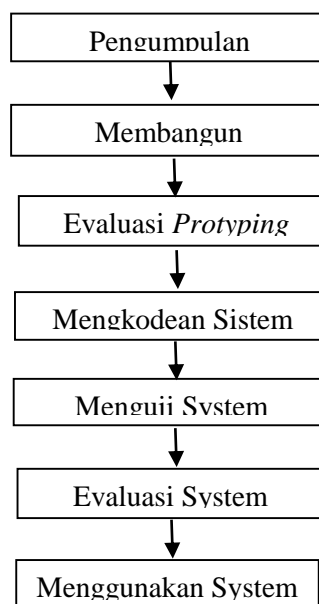 Pengumpulan
Membangun
Evaluasi Protyping
Mengkodean Sistem
Menguji System
Evaluasi System
Menggunakan System